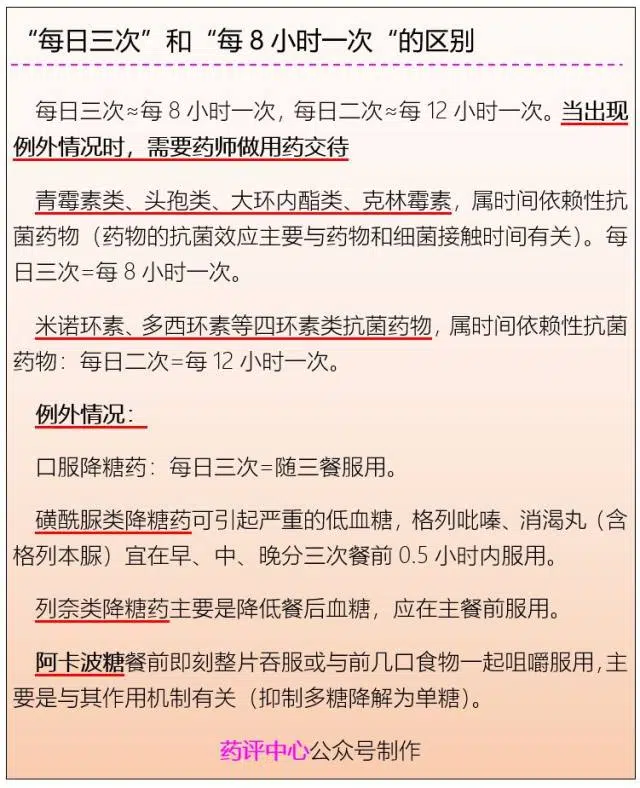 “每日三次”和“每8小时一次“的区别
每日三次≈每8小时一次，每日二次≈每12小时一次。当出现
例外情况时，需要药师做用药交待
青霉素类、头孢类、大环内酯类、克林霉素，属时间依赖性抗
菌药物（药物的抗菌效应主要与药物和细菌接触时间有关）。每
日三次=每8小时一次。
米诺环素、多西环素等四环素类抗菌药物，属时间依赖性抗菌
药物：每日二次=每12小时一次。
例外情况：
口服降糖药：每日三次=随三餐服用。
磺酰脲类降糖药可引起严重的低血糖，格列吡嗪、消渴丸（含
格列本脲）宜在早、中、晚分三次餐前0.5小时内服用。
列奈类降糖药主要是降低餐后血糖，应在主餐前服用。
阿卡波糖餐前即刻整片吞服或与前几口食物一起咀嚼服用，主
要是与其作用机制有关（抑制多糖降解为单糖）。
药评中心公众号制作